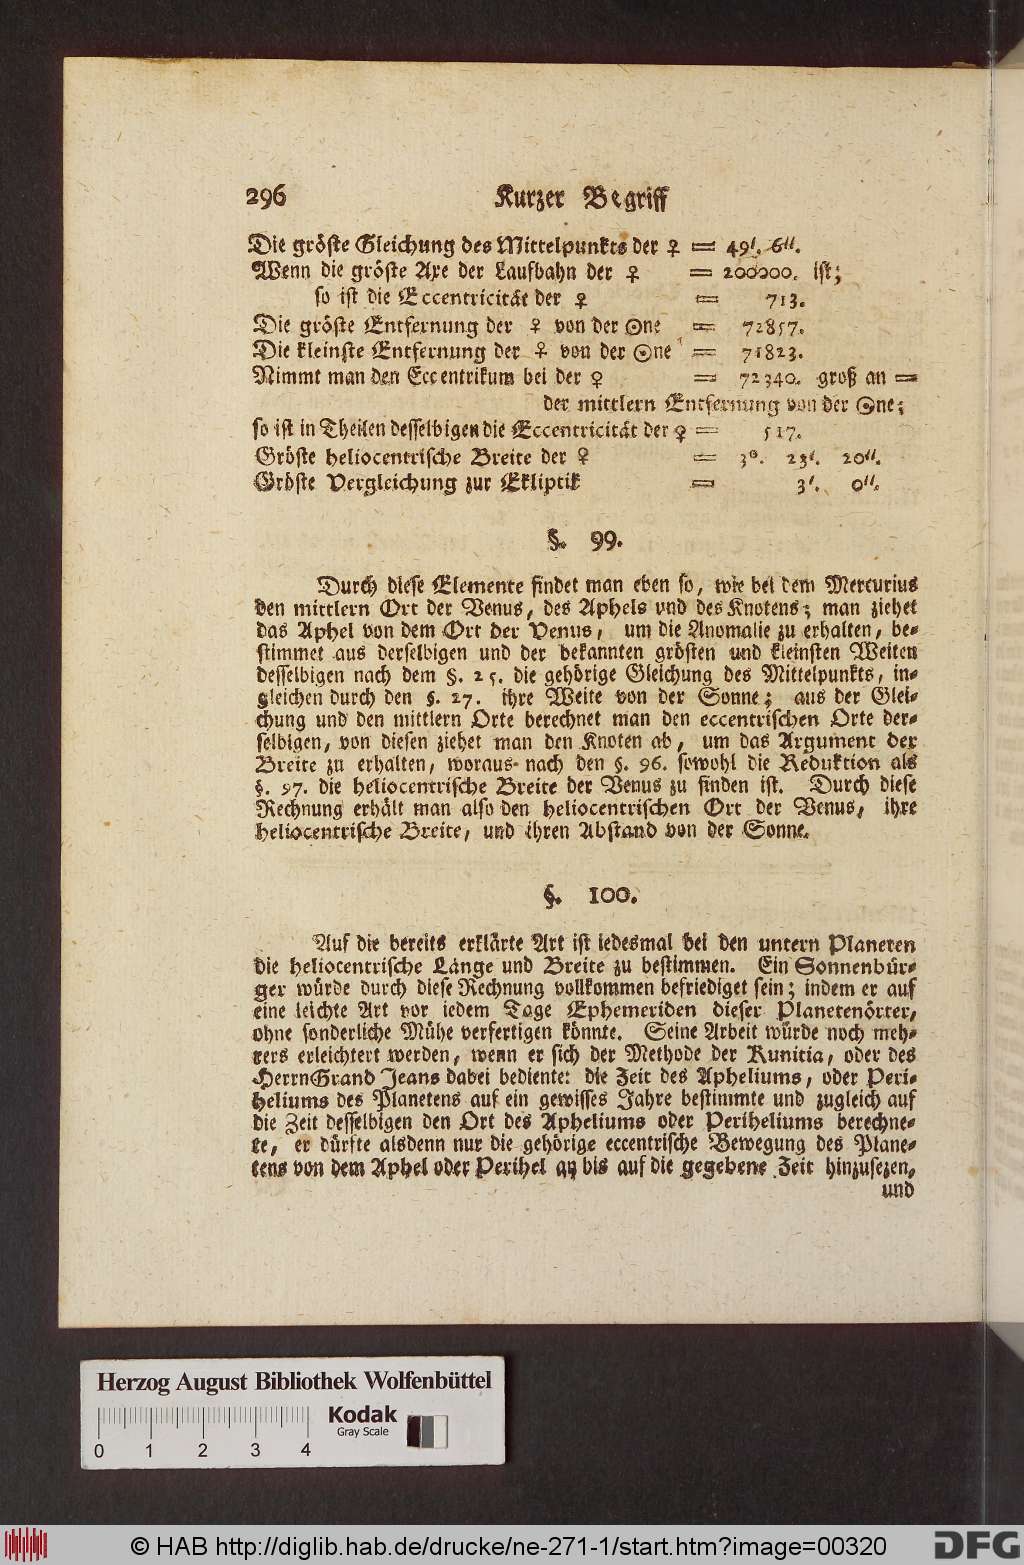 296 Kurzer Begriff
Die gröste Gleichung des Mittelpunkts der ♀ = 49′. 6″.
Wenn die gröste Axe der Laufbahn der ♀ = 200000. ist;
so ist die Eccentricität der ♀ = 713.
Die gröste Entfernung der ♀ von der ☉ne = 72857.
Die kleinste Entfernung der ♀ von der ☉ne = 71823.
Nimmt man den Eccentrikum bei der ♀ = 72340. groß an =
der mittlern Entfernung von der ☉ne;
so ist in Theilen desselbigen die Eccentricität der ♀ = 517.
Gröste heliocentrische Breite der ♀ = 3°. 23′. 20″.
Gröste Vergleichung zur Ekliptik = 3′. 0″.
§. 99.
Durch diese Elemente findet man eben so, wie bei dem Mercurius
den mittlern Ort der Venus, des Aphels vnd des Knotens; man ziehet
das Aphel von dem Ort der Venus, um die Anomalie zu erhalten, be-
stimmet aus derselbigen und der bekannten grösten und kleinsten Weiten
desselbigen nach dem §. 25. die gehörige Gleichung des Mittelpunkts, in-
gleichen durch den §. 27. ihre Weite von der Sonne; aus der Glei-
chung und den mittlern Orte berechnet man den eccentrischen Orte der-
selbigen, von diesen ziehet man den Knoten ab, um das Argument der
Breite zu erhalten, woraus nach den §. 96. sowohl die Reduktion als
§. 97. die heliocentrische Breite der Venus zu finden ist. Durch diese
Rechnung erhält man also den heliocentrischen Ort der Venus, ihre
heliocentrische Breite, und ihren Abstand von der Sonne.
§. 100.
Auf die bereits erklärte Art ist iedesmal bei den untern Planeten
die heliocentrische Länge und Breite zu bestimmen. Ein Sonnenbür-
ger würde durch diese Rechnung vollkommen befriediget sein; indem er auf
eine leichte Art vor iedem Tage Ephemeriden dieser Planetenörter,
ohne sonderliche Mühe verfertigen könnte. Seine Arbeit würde noch meh-
rers erleichtert werden, wenn er sich der Methode der Kunitia, oder des
Herrn Grand Jeans dabei bediente: die Zeit des Apheliums, oder Peri-
heliums des Planetens auf ein gewisses Jahre bestimmte und zugleich auf
die Zeit desselbigen den Ort des Apheliums oder Periheliums berechne-
te, er dürfte alsdenn nur die gehörige eccentrische Bewegung des Plane-
tens von dem Aphel oder Perihel an bis auf die gegebene Zeit hinzusezen,
und
Herzog August Bibliothek Wolfenbüttel
Kodak
Gray Scale
0 1 2 3 4
© HAB http://diglib.hab.de/drucke/ne-271-1/start.htm?image=00320
DFG